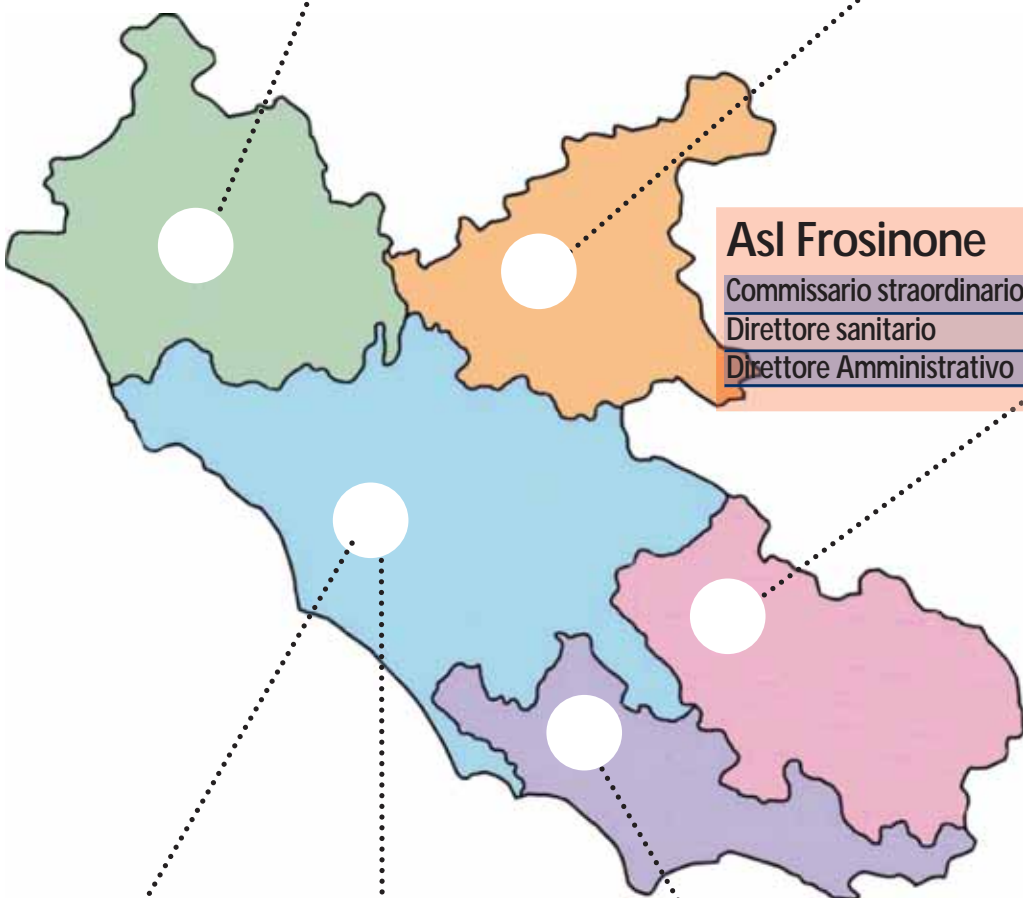 Asl Frosinone
Commissario straordinario
Direttore sanitario
Direttore Amministrativo